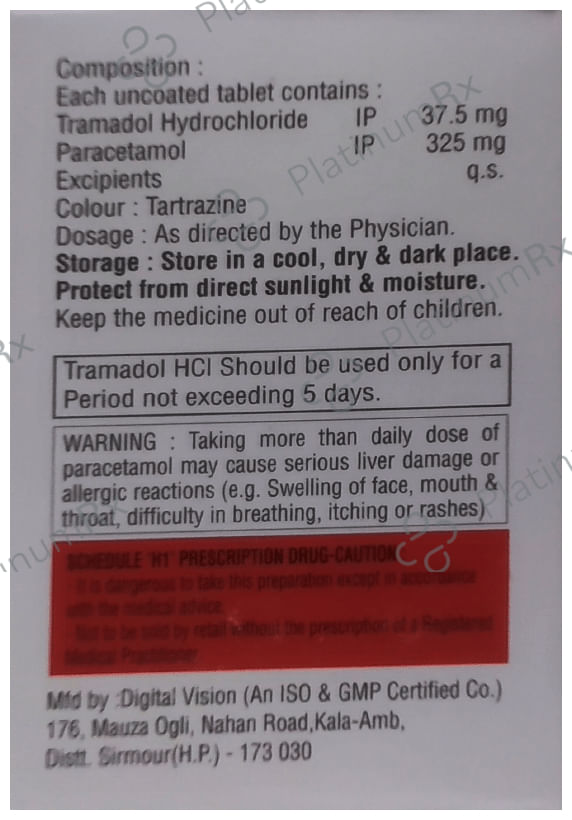 Composition :
Each uncoated tablet contains :
Tramadol Hydrochloride IP 37.5 mg
Paracetamol IP 325 mg
Excipients q.s.
Colour : Tartrazine
Dosage : As directed by the Physician.
Storage : Store in a cool, dry & dark place.
Protect from direct sunlight & moisture.
Keep the medicine out of reach of children.
Tramadol HCl Should be used only for a
Period not exceeding 5 days.
WARNING : Taking more than daily dose of
paracetamol may cause serious liver damage or
allergic reactions (e.g. Swelling of face, mouth &
throat, difficulty in breathing, itching or rashes)
SCHEDULE 'H1' PRESCRIPTION DRUG-CAUTION
It is dangerous to take this preparation except in accordance
with the medical advice.
Not to be sold by retail without the prescription of a Registered
Medical Practitioner
Mfd by :Digital Vision (An ISO & GMP Certified Co.)
176, Mauza Ogli, Nahan Road,Kala-Amb,
Distt. Sirmour(H.P.) - 173 030
PlatinumRx
PlatinumRx